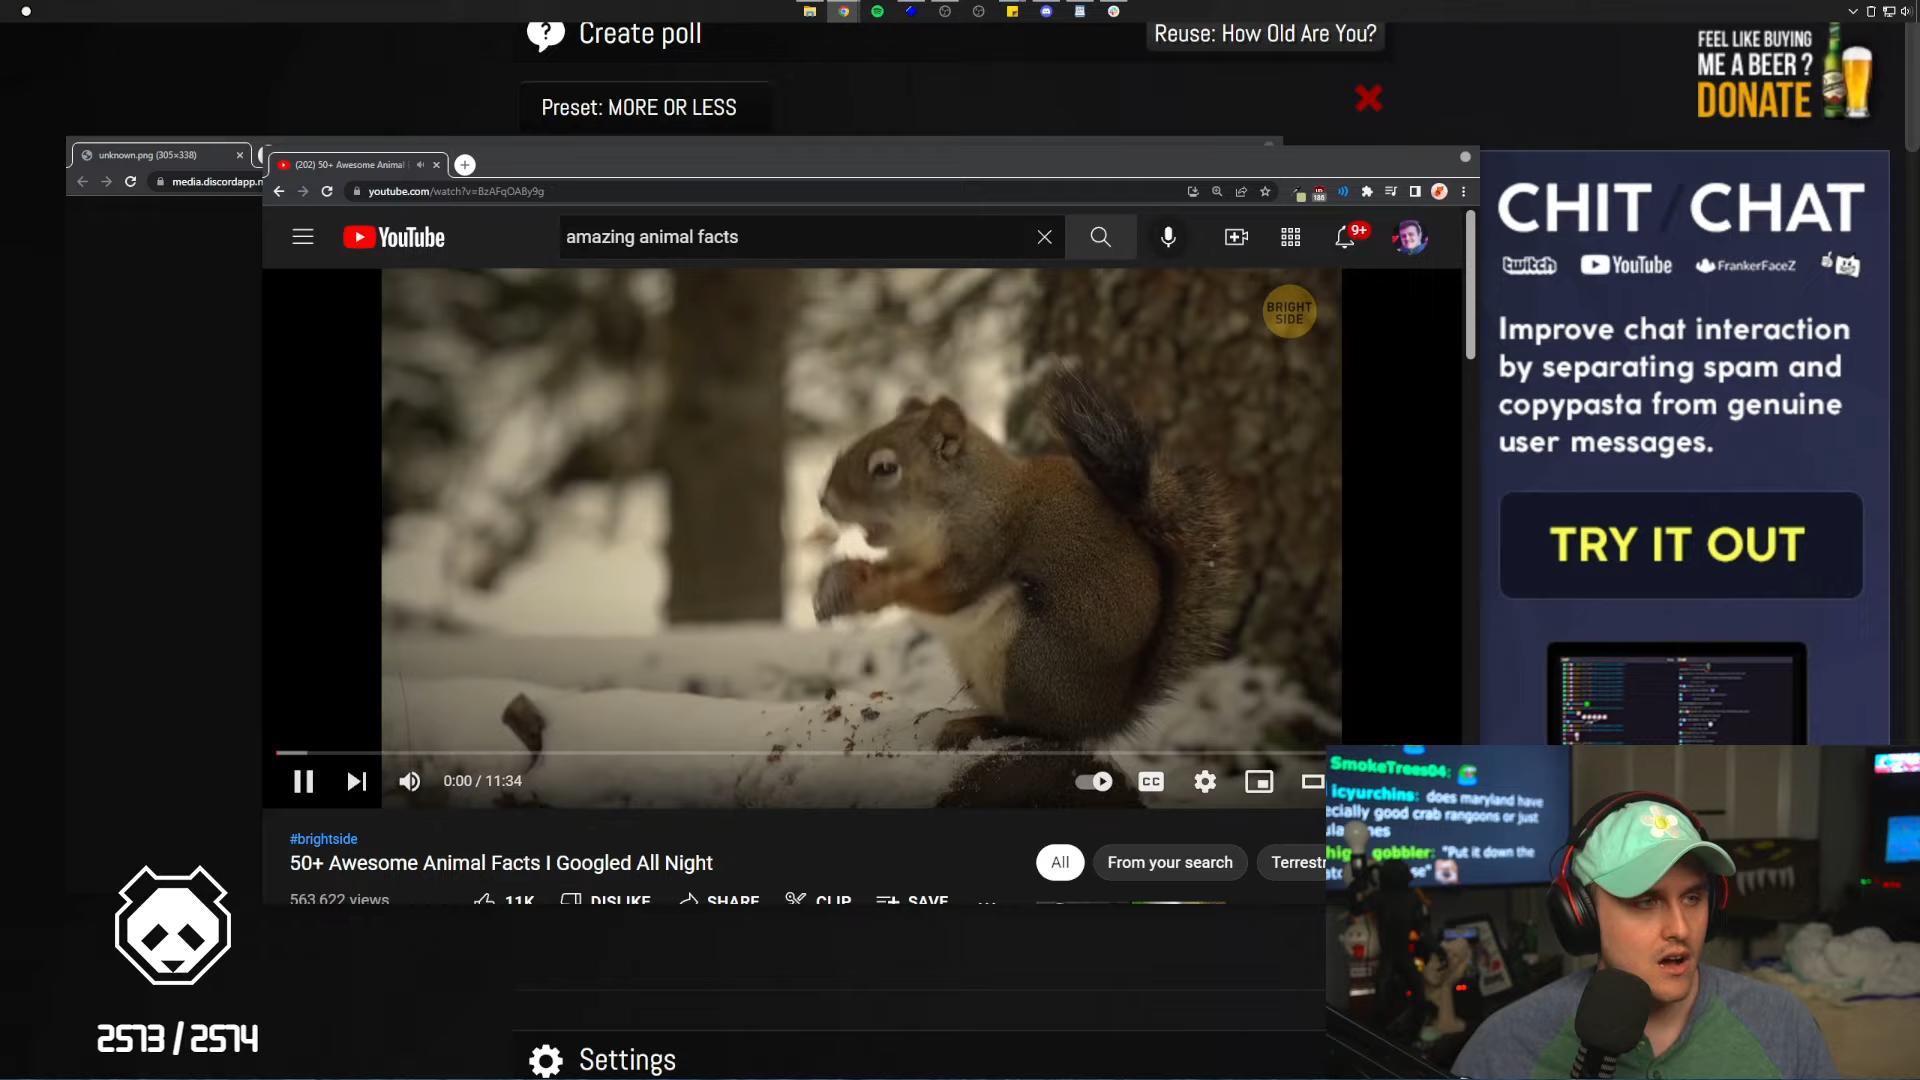 Create poll
Reuse: How Old Are You?
Preset: MORE OR LESS
FEEL LIKE BUYING
ME A BEER ?
DONATE
unknown.png (305×338)
media.discordapp.n
(202) 50+ Awesome Animal
youtube.com/watch?v=BzAFqOABy9g
186
YouTube
amazing animal facts
9+
BRIGHT
SIDE
0:00 / 11:34
CC
#brightside
50+ Awesome Animal Facts I Googled All Night
All
From your search
Terrestr
563,622 views
11K
DISLIKE
SHARE
CLIP
SAVE
CHIT / CHAT
twitch
YouTube
FrankerFaceZ
Improve chat interaction
by separating spam and
copypasta from genuine
user messages.
TRY IT OUT
SmokeTrees04:
icyurchins: does maryland have
ecially good crab rangoons or just
gobbler: "Put it down the
2573 / 2574
Settings